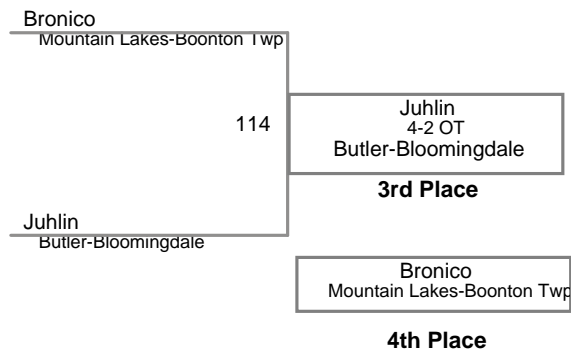 Bronico
Mountain Lakes-Boonton Twp
114
Juhlin
4-2 OT
Butler-Bloomingdale
3rd Place
Juhlin
Butler-Bloomingdale
Bronico
Mountain Lakes-Boonton Twp
4th Place